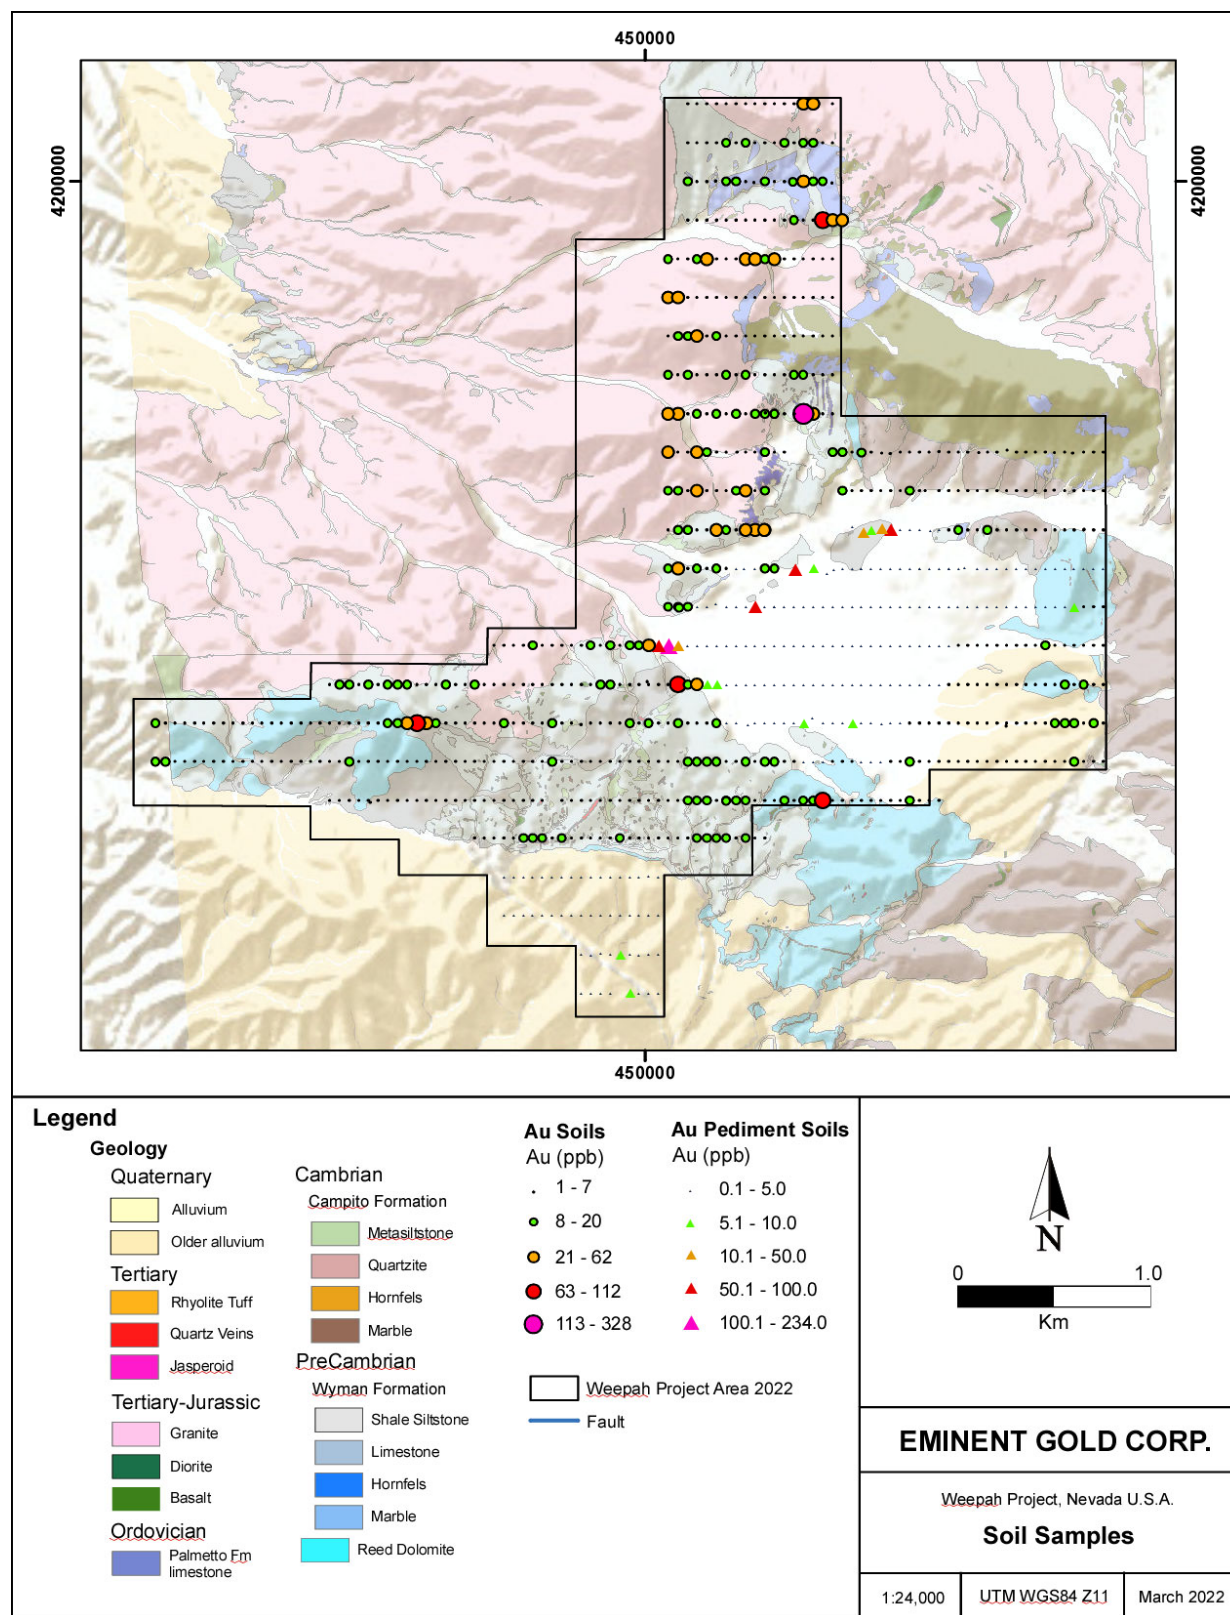 450000
4200000
4200000
450000
Legend
Geology
Quaternary
Alluvium
Older alluvium
Tertiary
Rhyolite Tuff
Quartz Veins
Jasperoid
Tertiary-Jurassic
Granite
Diorite
Basalt
Ordovician
Palmetto Fm
limestone
Cambrian
Campito Formation
Metasiltstone
Quartzite
Hornfels
Marble
PreCambrian
Wyman Formation
Shale Siltstone
Limestone
Hornfels
Marble
Reed Dolomite
Au Soils
Au (ppb)
1 - 7
8 - 20
21 - 62
63 - 112
113 - 328
Au Pediment Soils
Au (ppb)
0.1 - 5.0
5.1 - 10.0
10.1 - 50.0
50.1 - 100.0
100.1 - 234.0
Weepah Project Area 2022
Fault
N
0 1.0
Km
EMINENT GOLD CORP.
Weepah Project, Nevada U.S.A.
Soil Samples
1:24,000 UTM WGS84 Z11 March 2022